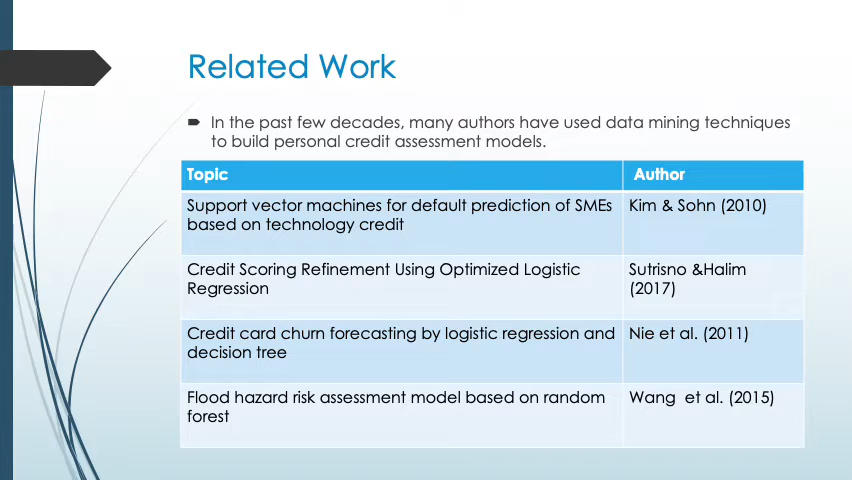 Related Work
In the past few decades, many authors have used data mining techniques
to build personal credit assessment models.
Topic Author
Support vector machines for default prediction of SMEs Kim & Sohn (2010)
based on technology credit
Credit Scoring Refinement Using Optimized Logistic Sutrisno &Halim
Regression (2017)
Credit card churn forecasting by logistic regression and Nie et al. (2011)
decision tree
Flood hazard risk assessment model based on random Wang et al. (2015)
forest